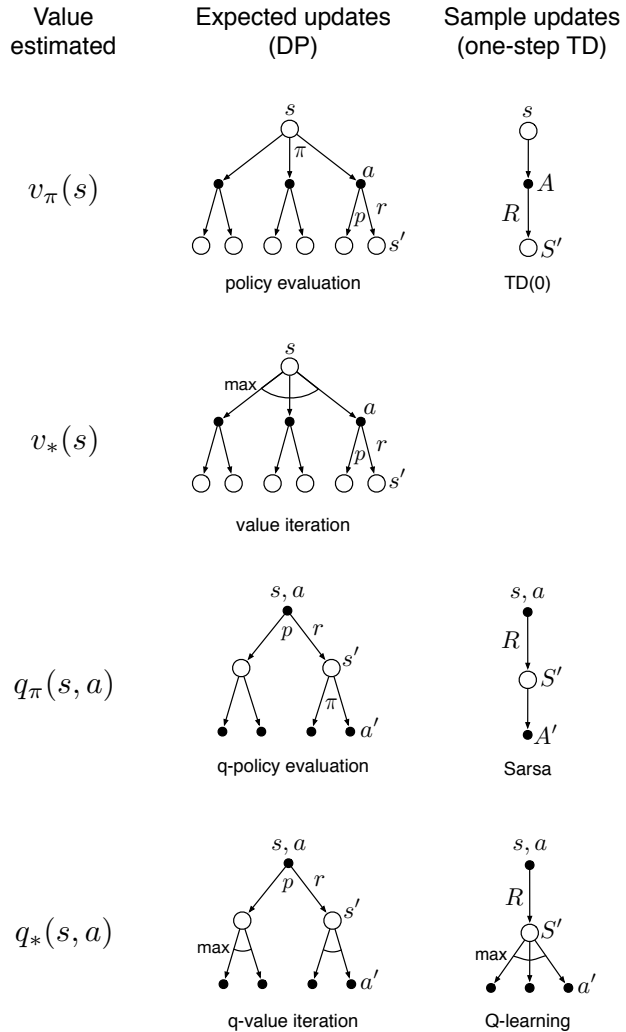 Value estimated
Expected updates (DP)
Sample updates (one-step TD)
v_π(s)
s
π
a
p
r
s′
policy evaluation
s
A
R
S′
TD(0)
v_*(s)
s
max
a
p
r
s′
value iteration
q_π(s, a)
s, a
p
r
s′
π
a′
q-policy evaluation
s, a
R
S′
A′
Sarsa
q_*(s, a)
s, a
p
r
s′
max
a′
q-value iteration
s, a
R
S′
max
a′
Q-learning